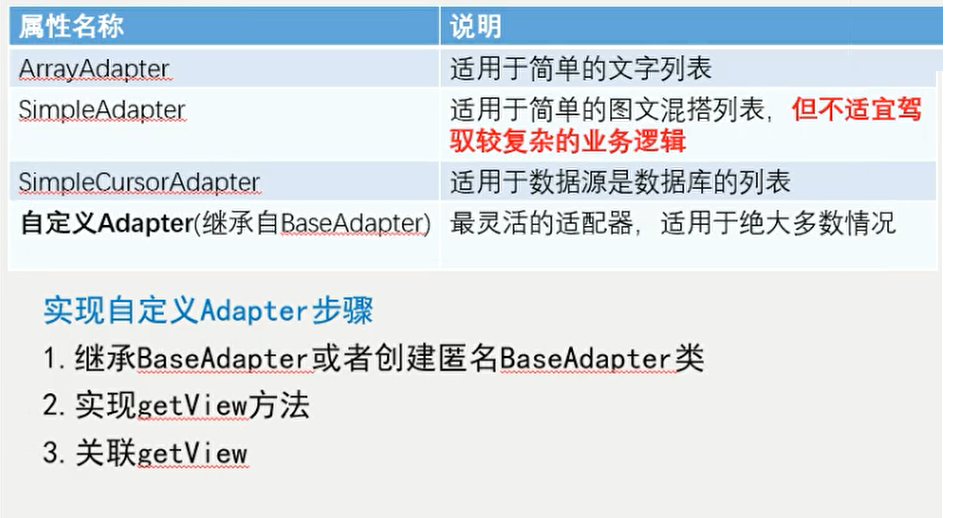 属性名称 说明
ArrayAdapter 适用于简单的文字列表
SimpleAdapter 适用于简单的图文混搭列表，但不适宜驾
驭较复杂的业务逻辑
SimpleCursorAdapter 适用于数据源是数据库的列表
自定义Adapter(继承自BaseAdapter) 最灵活的适配器，适用于绝大多数情况
实现自定义Adapter步骤
1.继承BaseAdapter或者创建匿名BaseAdapter类
2.实现getView方法
3.关联getView